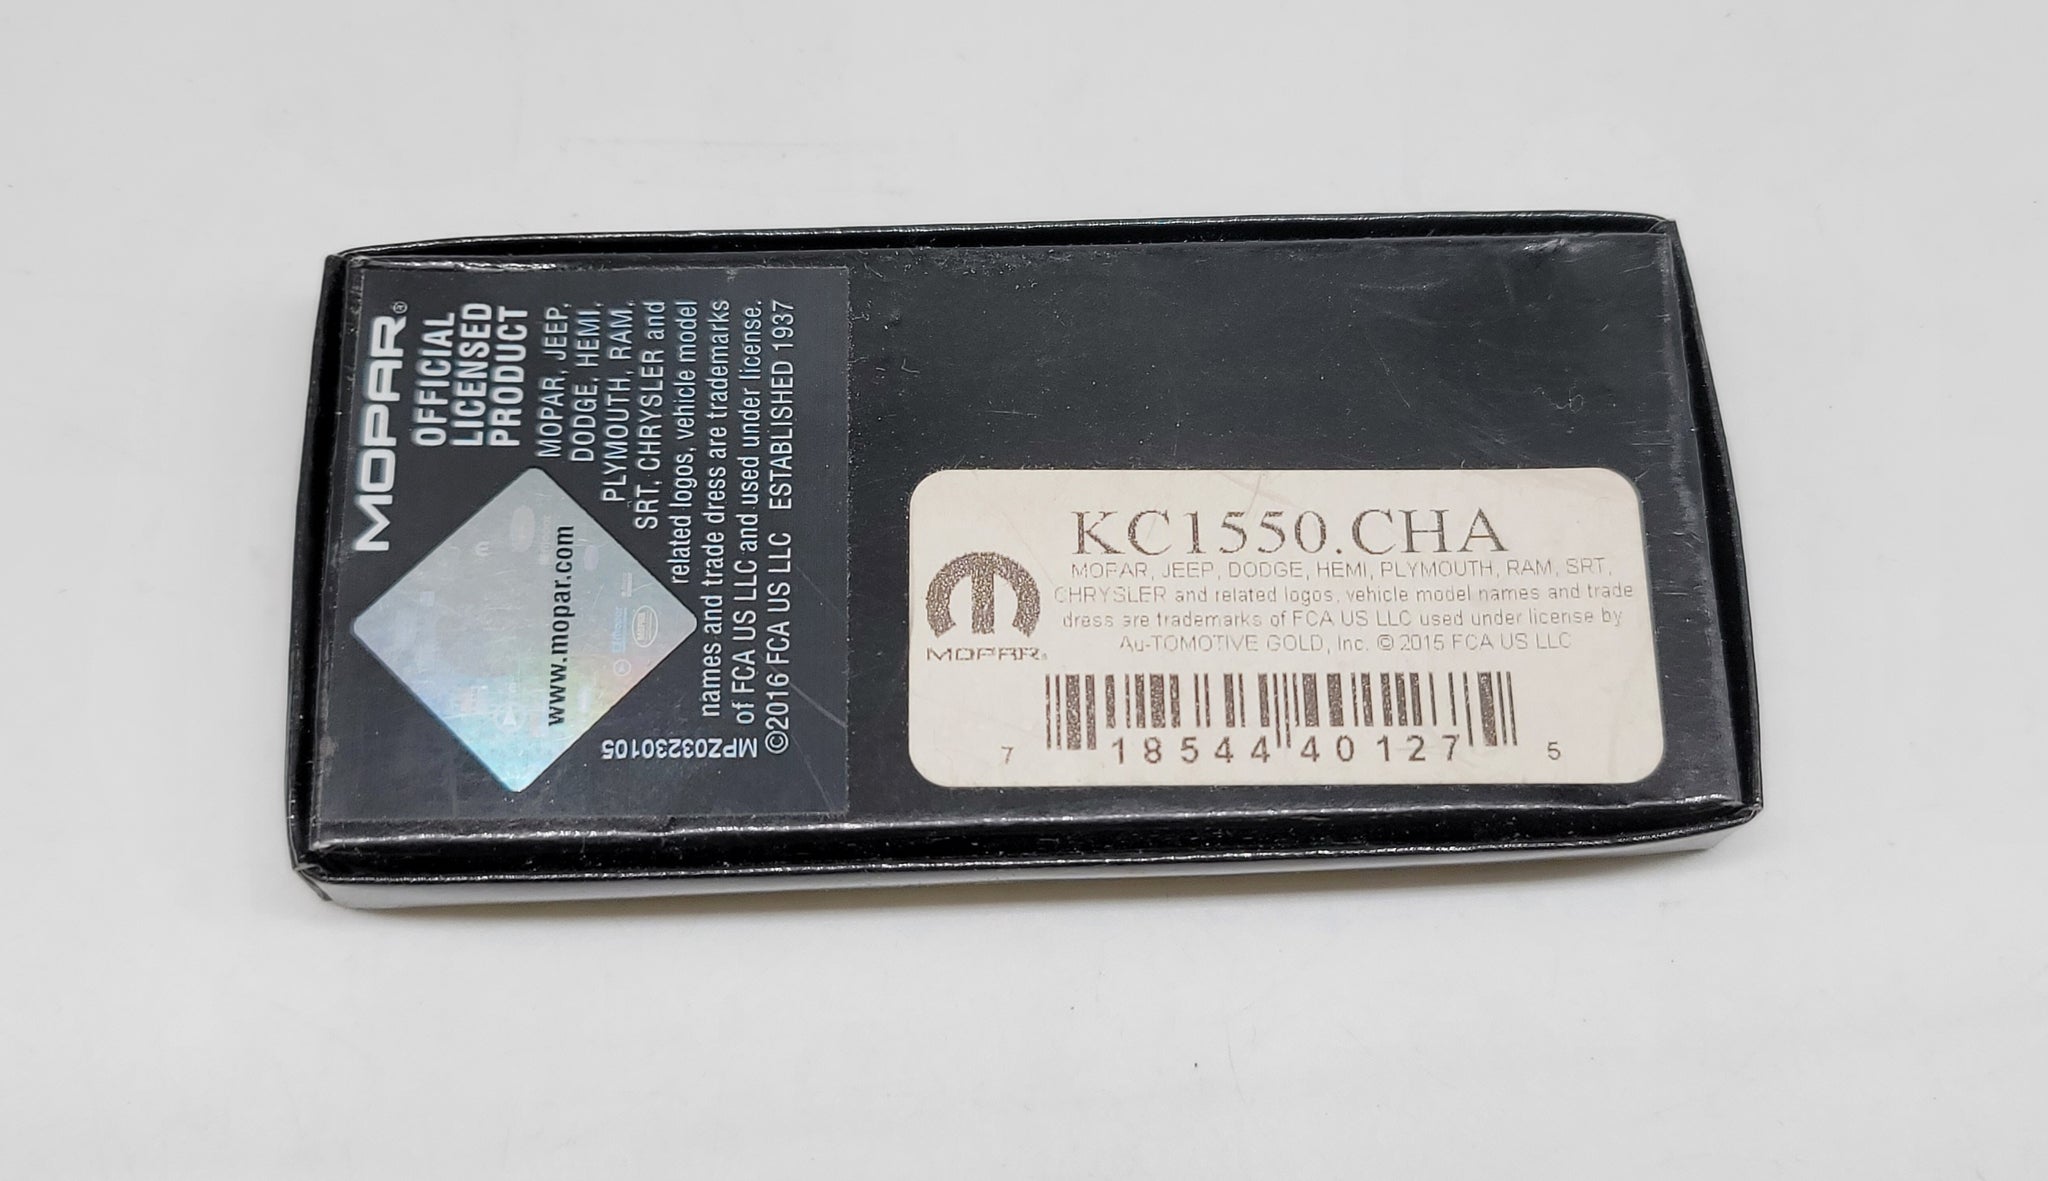 MOPAR®
OFFICIAL
LICENSED
PRODUCT
MOPAR, JEEP,
DODGE, HEMI,
PLYMOUTH, RAM,
SRT, CHRYSLER and
related logos, vehicle model
names and trade dress are trademarks
of FCA US LLC and used under license.
©2016 FCA US LLC ESTABLISHED 1937
www.mopar.com
MPZ03230105
KC1550.CHA
MOPAR, JEEP, DODGE, HEMI, PLYMOUTH, RAM, SRT,
CHRYSLER and related logos, vehicle model names and trade
dress are trademarks of FCA US LLC used under license by
Au-TOMOTIVE GOLD, Inc. © 2015 FCA US LLC
MOPAR®
7 18544 40127 5